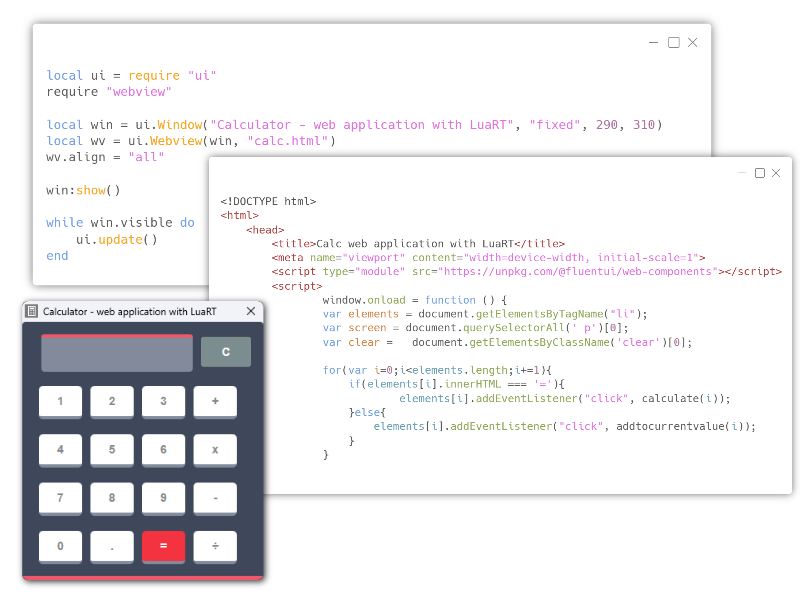 local ui = require "ui"
require "webview"
local win = ui.Window("Calculator - web application with LuaRT", "fixed", 290, 310)
local wv = ui.Webview(win, "calc.html")
wv.align = "all"
win:show()
while win.visible do
    ui.update()
end
<!DOCTYPE html>
<html>
    <head>
        <title>Calc web application with LuaRT</title>
        <meta name="viewport" content="width=device-width, initial-scale=1">
        <script type="module" src="https://unpkg.com/@fluentui/web-components"></script>
        <script>
                window.onload = function () {
                var elements = document.getElementsByTagName("li");
                var screen = document.querySelectorAll(' p')[0];
                var clear =   document.getElementsByClassName('clear')[0];
                for(var i=0;i<elements.length;i+=1){
                    if(elements[i].innerHTML === '='){
                            elements[i].addEventListener("click", calculate(i));
                    }else{
                        elements[i].addEventListener("click", addtocurrentvalue(i));
                    }
                }
Calculator - web application with LuaRT
C
1 2 3 +
4 5 6 x
7 8 9 -
0 . = ÷